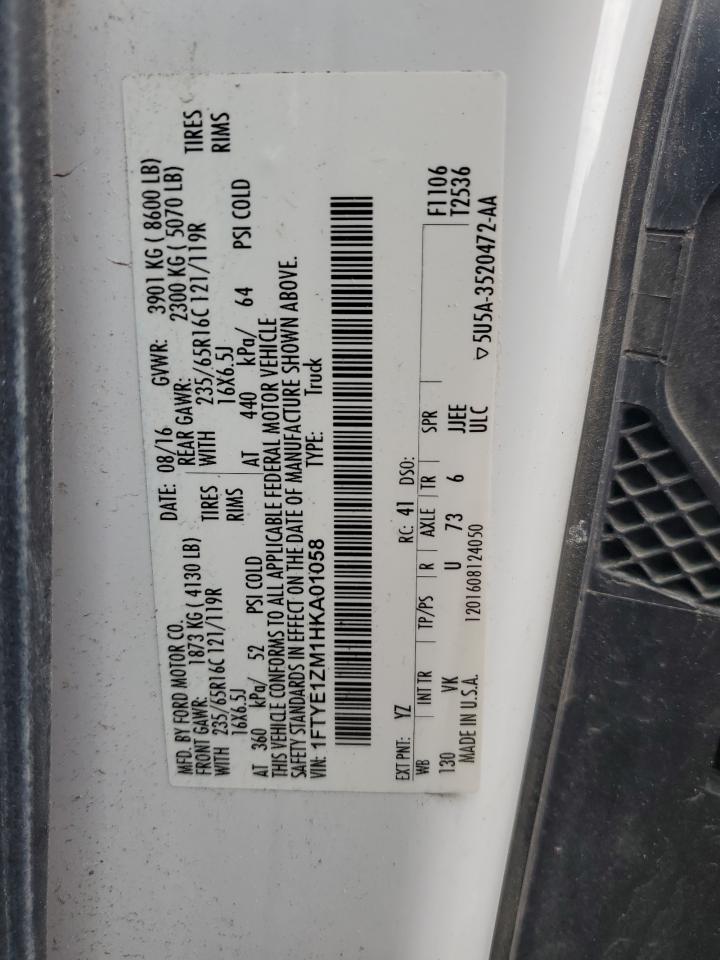 MFD. BY FORD MOTOR CO.
DATE: 08/16 GVWR: 3901 KG ( 8600 LB)
FRONT GAWR: 1873 KG ( 4130 LB) REAR GAWR: 2300 KG ( 5070 LB)
WITH 235/65R16C 121/119R TIRES WITH 235/65R16C 121/119R TIRES
16X6.5J RIMS 16X6.5J RIMS
AT 360 kPa/ 52 PSI COLD AT 440 kPa/ 64 PSI COLD
THIS VEHICLE CONFORMS TO ALL APPLICABLE FEDERAL MOTOR VEHICLE
SAFETY STANDARDS IN EFFECT ON THE DATE OF MANUFACTURE SHOWN ABOVE.
VIN: 1FTYE1ZM1HKA01058 TYPE: Truck
EXT PNT: YZ RC: 41 DSO: F1106
WB INT TR TP/PS R AXLE TR SPR T2536
130 VK U 73 6 JJEE
MADE IN U.S.A. 1201608124050 ULC ▽5U5A-3520472-AA